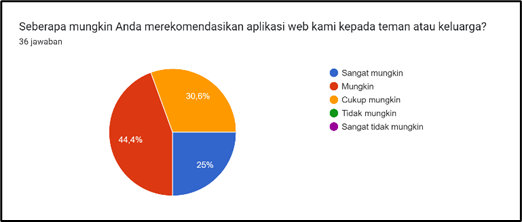 Seberapa mungkin Anda merekomendasikan aplikasi web kami kepada teman atau keluarga?
36 jawaban
Sangat mungkin
Mungkin
Cukup mungkin
Tidak mungkin
Sangat tidak mungkin
30,6%
44,4%
25%